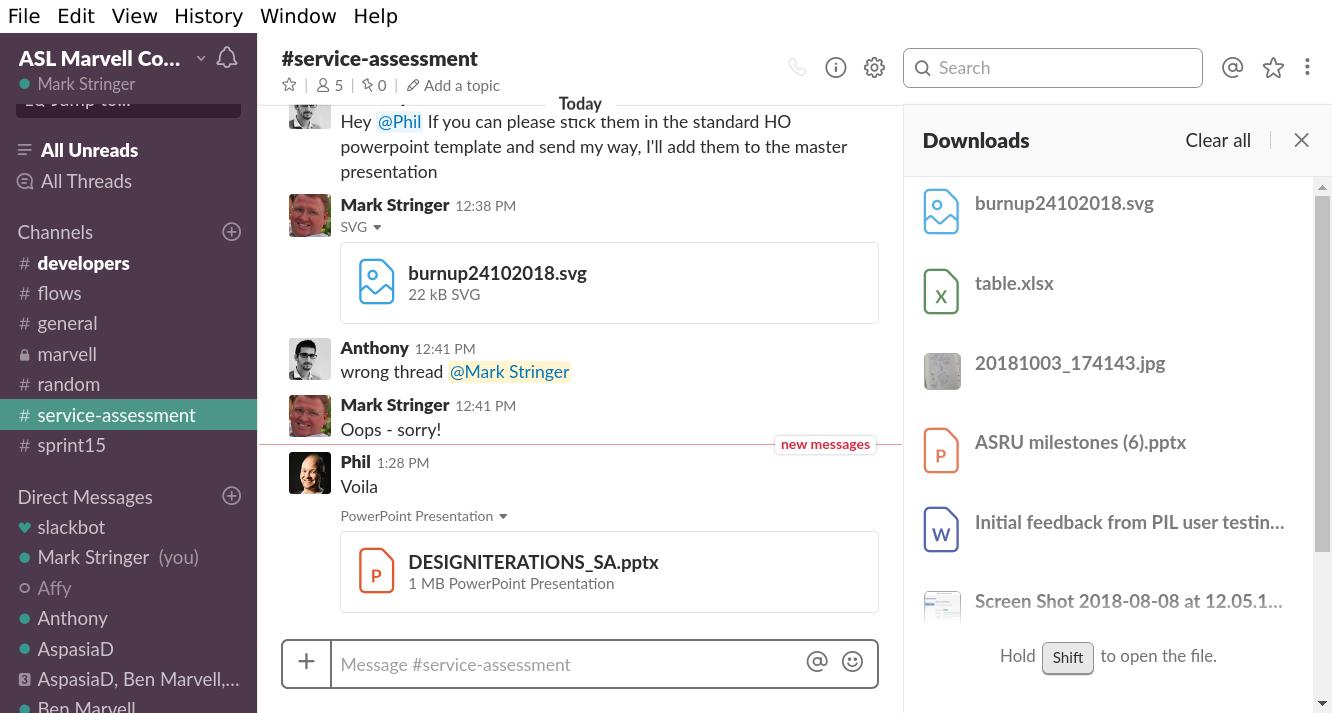 File Edit View History Window Help
ASL Marvell Co...
Mark Stringer
Jump to...
All Unreads
All Threads
Channels
# developers
# flows
# general
marvell
# random
# service-assessment
# sprint15
Direct Messages
slackbot
Mark Stringer (you)
Affy
Anthony
AspasiaD
3 AspasiaD, Ben Marvell,...
Ben Marvell
#service-assessment
5 | 0 | Add a topic
Today
Hey @Phil If you can please stick them in the standard HO
powerpoint template and send my way, I'll add them to the master
presentation
Mark Stringer 12:38 PM
SVG
burnup24102018.svg
22 kB SVG
Anthony 12:41 PM
wrong thread @Mark Stringer
Mark Stringer 12:41 PM
Oops - sorry!
new messages
Phil 1:28 PM
Voila
PowerPoint Presentation
P
DESIGNITERATIONS_SA.pptx
1 MB PowerPoint Presentation
+ Message #service-assessment @
Search @
Downloads Clear all
burnup24102018.svg
X table.xlsx
20181003_174143.jpg
P ASRU milestones (6).pptx
W Initial feedback from PIL user testin...
Screen Shot 2018-08-08 at 12.05.1...
Hold Shift to open the file.